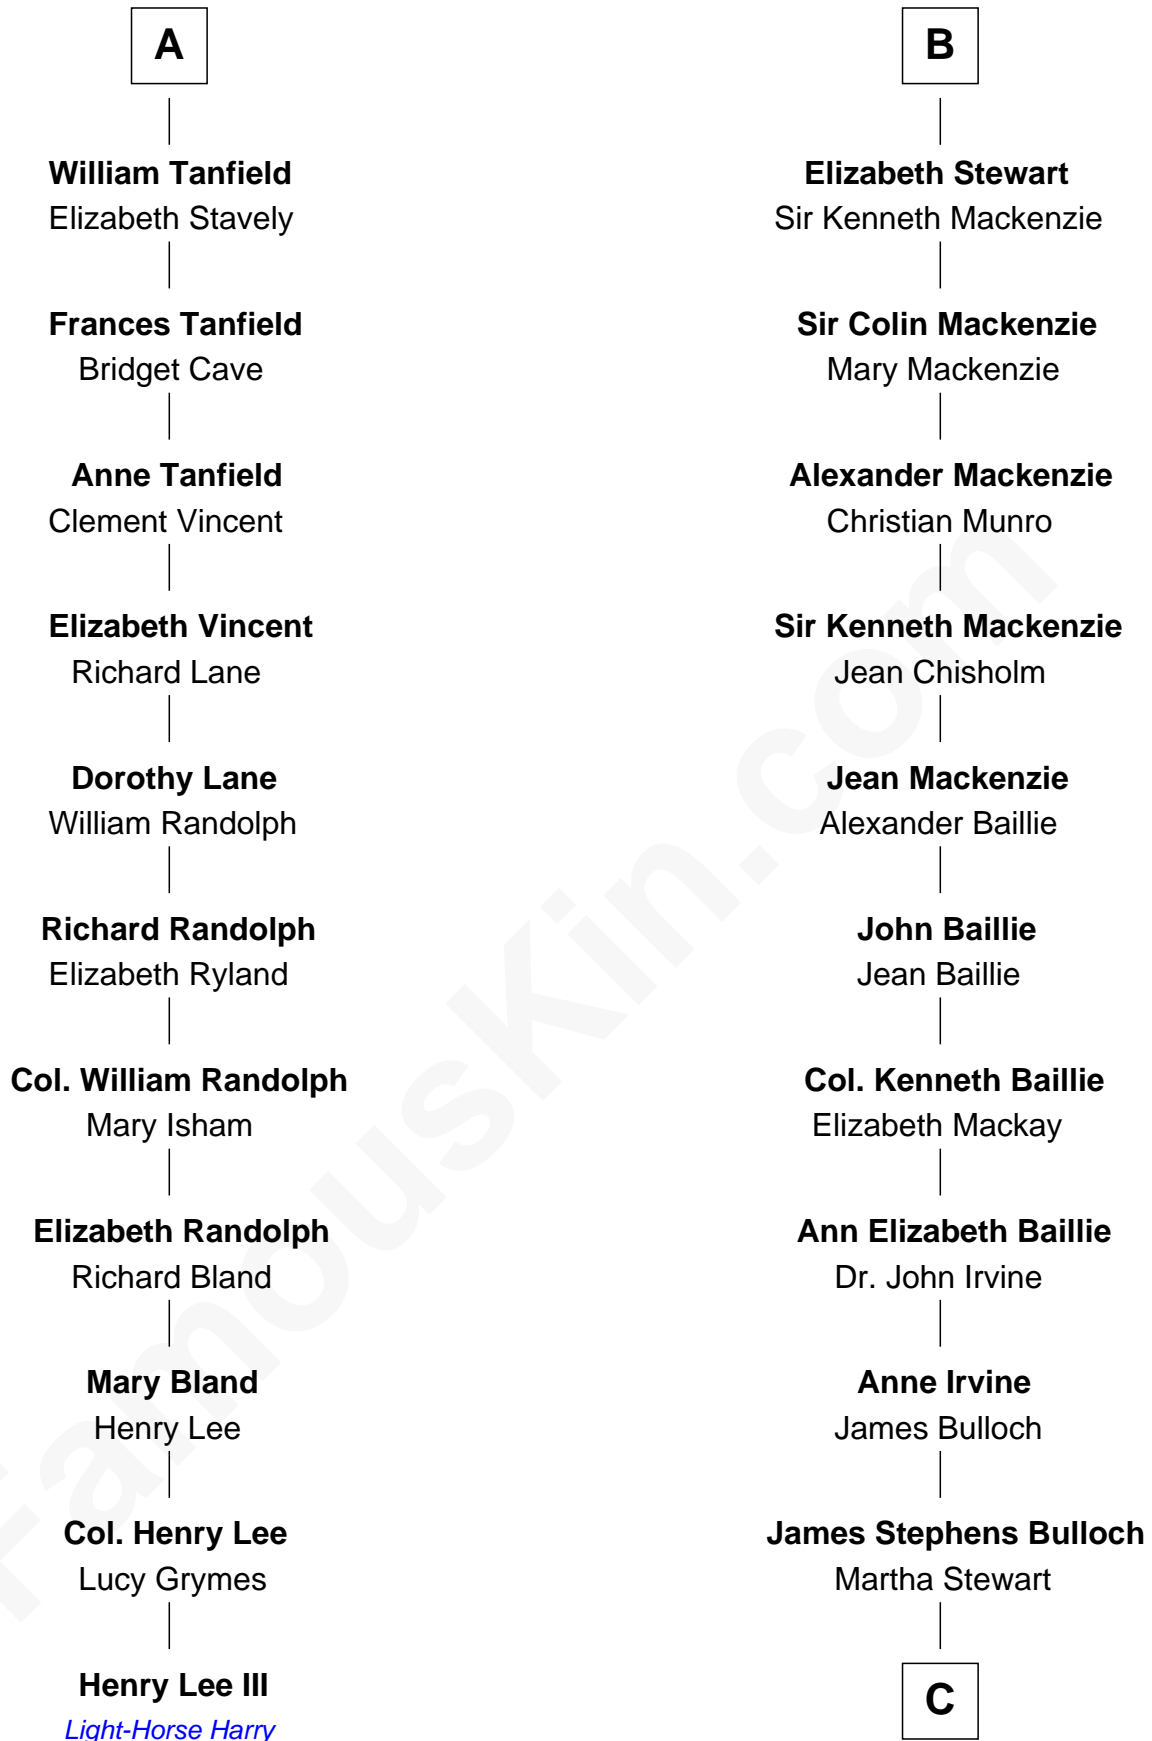 A
William Tanfield
Elizabeth Stavely
Frances Tanfield
Bridget Cave
Anne Tanfield
Clement Vincent
Elizabeth Vincent
Richard Lane
Dorothy Lane
William Randolph
Richard Randolph
Elizabeth Ryland
Col. William Randolph
Mary Isham
Elizabeth Randolph
Richard Bland
Mary Bland
Henry Lee
Col. Henry Lee
Lucy Grymes
Henry Lee III
Light-Horse Harry
B
Elizabeth Stewart
Sir Kenneth Mackenzie
Sir Colin Mackenzie
Mary Mackenzie
Alexander Mackenzie
Christian Munro
Sir Kenneth Mackenzie
Jean Chisholm
Jean Mackenzie
Alexander Baillie
John Baillie
Jean Baillie
Col. Kenneth Baillie
Elizabeth Mackay
Ann Elizabeth Baillie
Dr. John Irvine
Anne Irvine
James Bulloch
James Stephens Bulloch
Martha Stewart
C
FamousKin.com